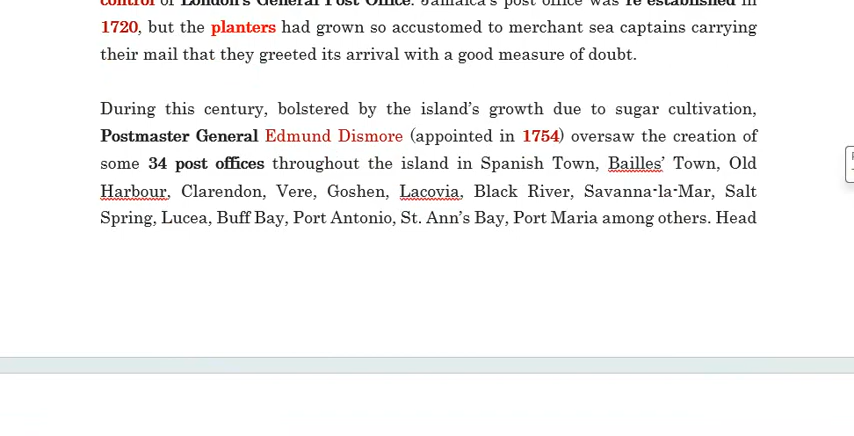 control of London's General Post Office. Jamaica's post office was re-established in
1720, but the planters had grown so accustomed to merchant sea captains carrying
their mail that they greeted its arrival with a good measure of doubt.
During this century, bolstered by the island's growth due to sugar cultivation,
Postmaster General Edmund Dismore (appointed in 1754) oversaw the creation of
some 34 post offices throughout the island in Spanish Town, Bailles' Town, Old
Harbour, Clarendon, Vere, Goshen, Lacovia, Black River, Savanna-la-Mar, Salt
Spring, Lucea, Buff Bay, Port Antonio, St. Ann's Bay, Port Maria among others. Head